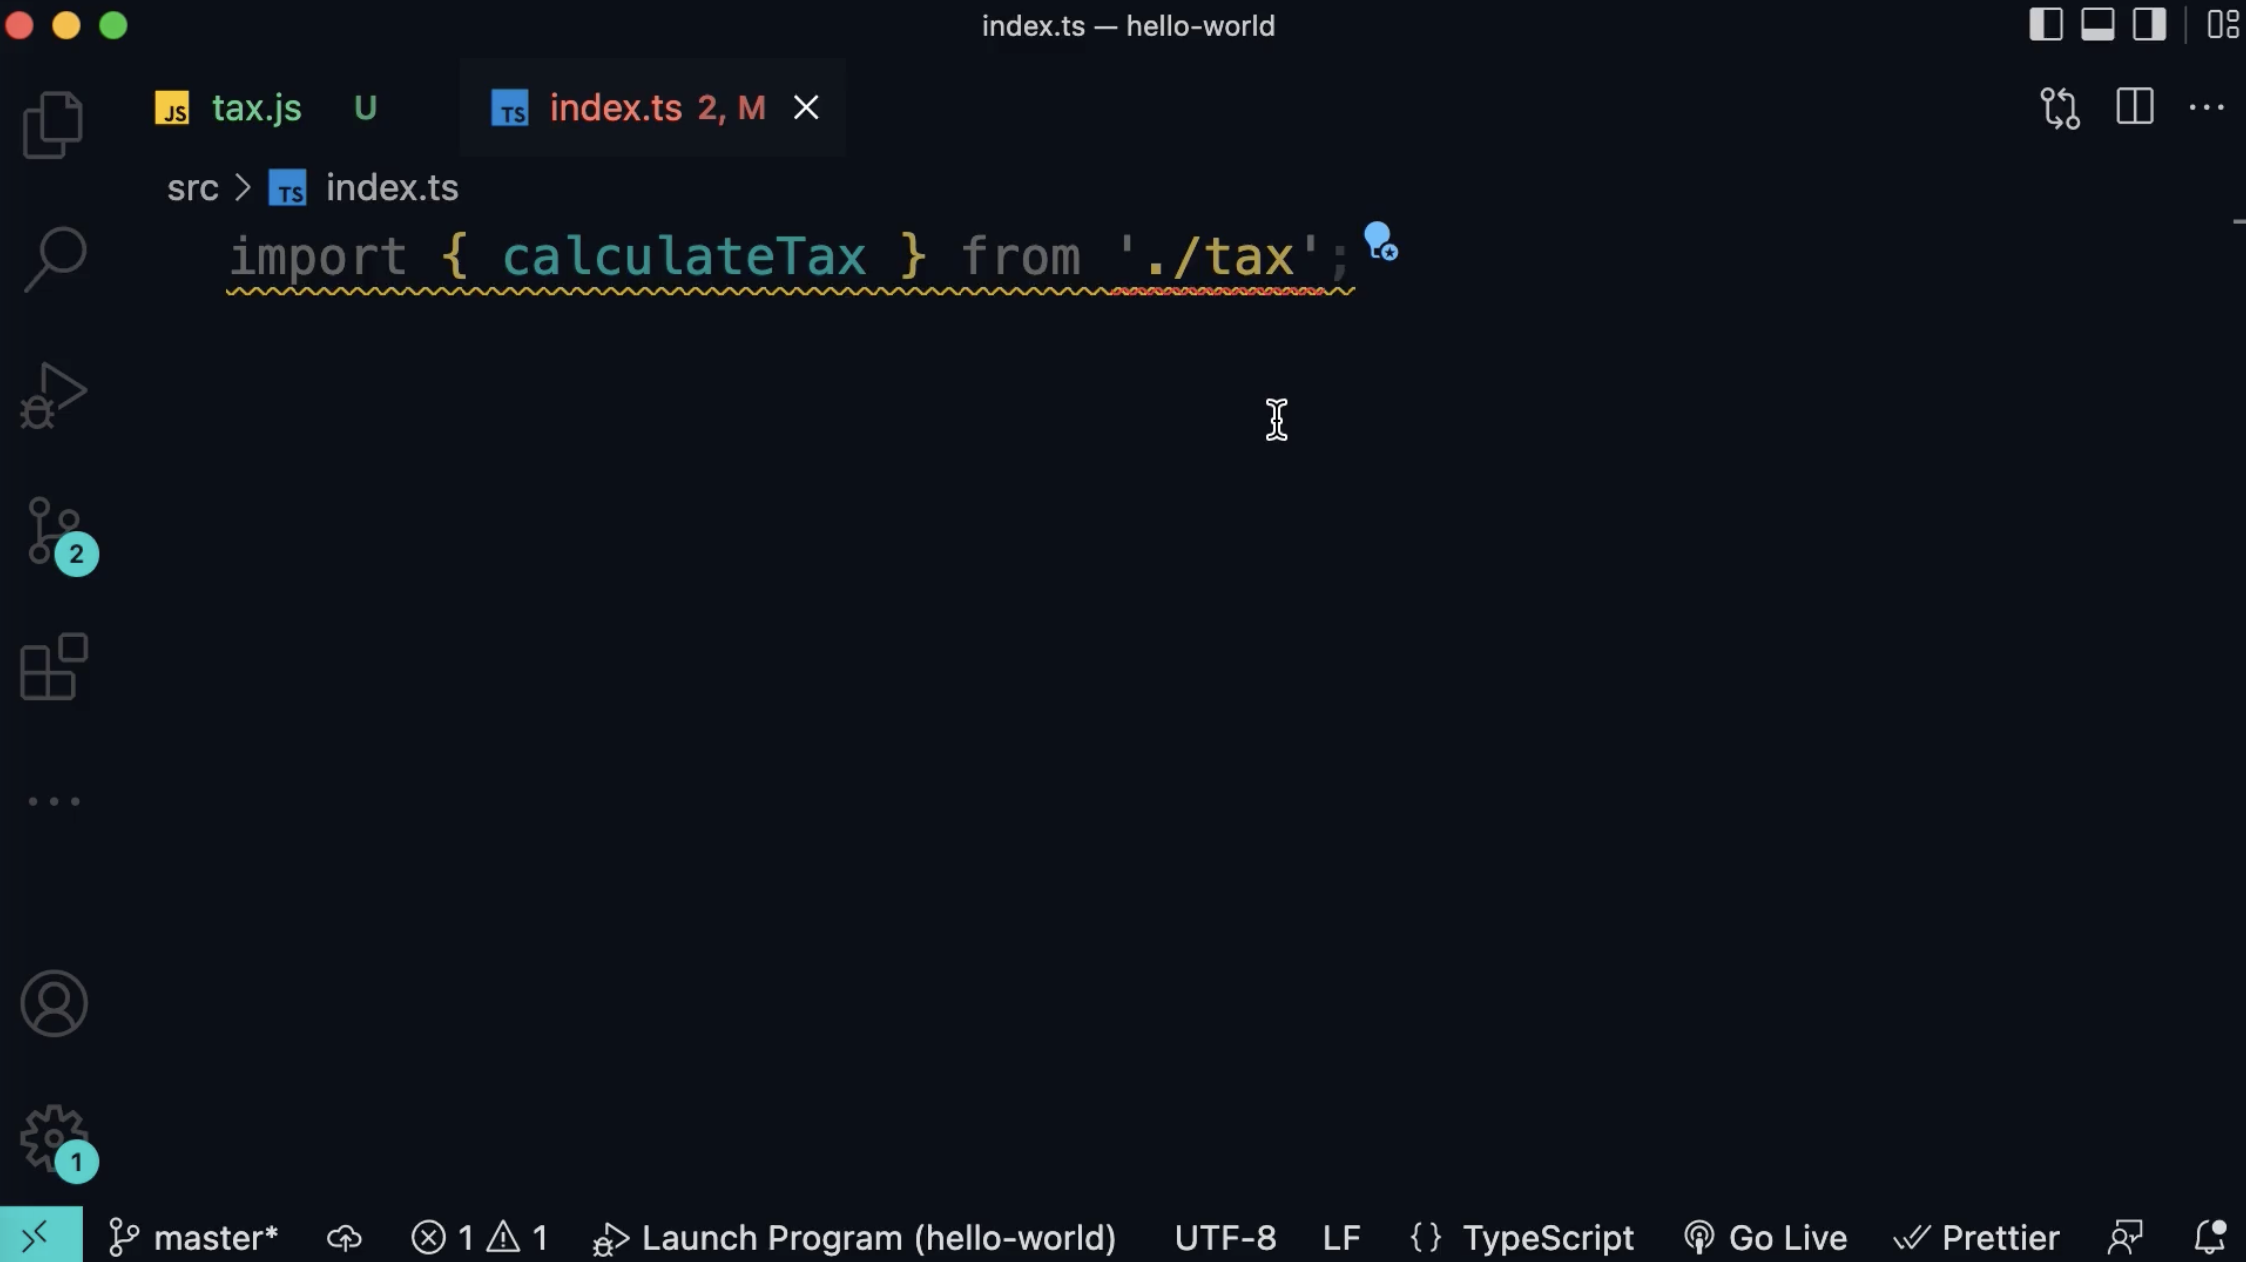 index.ts — hello-world
JS tax.js U
TS index.ts 2, M
src > TS index.ts
import { calculateTax } from './tax';
2
1
master* 1 1 Launch Program (hello-world) UTF-8 LF {} TypeScript Go Live Prettier